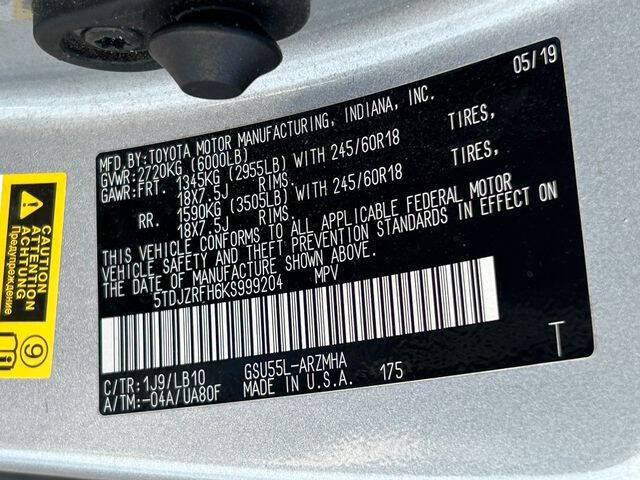 05/19
MFD.BY:TOYOTA MOTOR MANUFACTURING, INDIANA, INC.
GVWR:2720KG (6000LB)
GAWR:FRT. 1345KG (2955LB) WITH 245/60R18 TIRES,
18X7.5J RIMS.
RR. 1590KG (3505LB) WITH 245/60R18 TIRES,
18X7.5J RIMS.
THIS VEHICLE CONFORMS TO ALL APPLICABLE FEDERAL MOTOR
VEHICLE SAFETY AND THEFT PREVENTION STANDARDS IN EFFECT ON
THE DATE OF MANUFACTURE SHOWN ABOVE.
5TDJZRFH6KS999204 MPV
C/TR:1J9/LB10 GSU55L-ARZMHA
A/TM:-04A/UA80F MADE IN U.S.A. 175
T
CAUTION
ATTENTION
ACHTUNG
Предупреждение
9